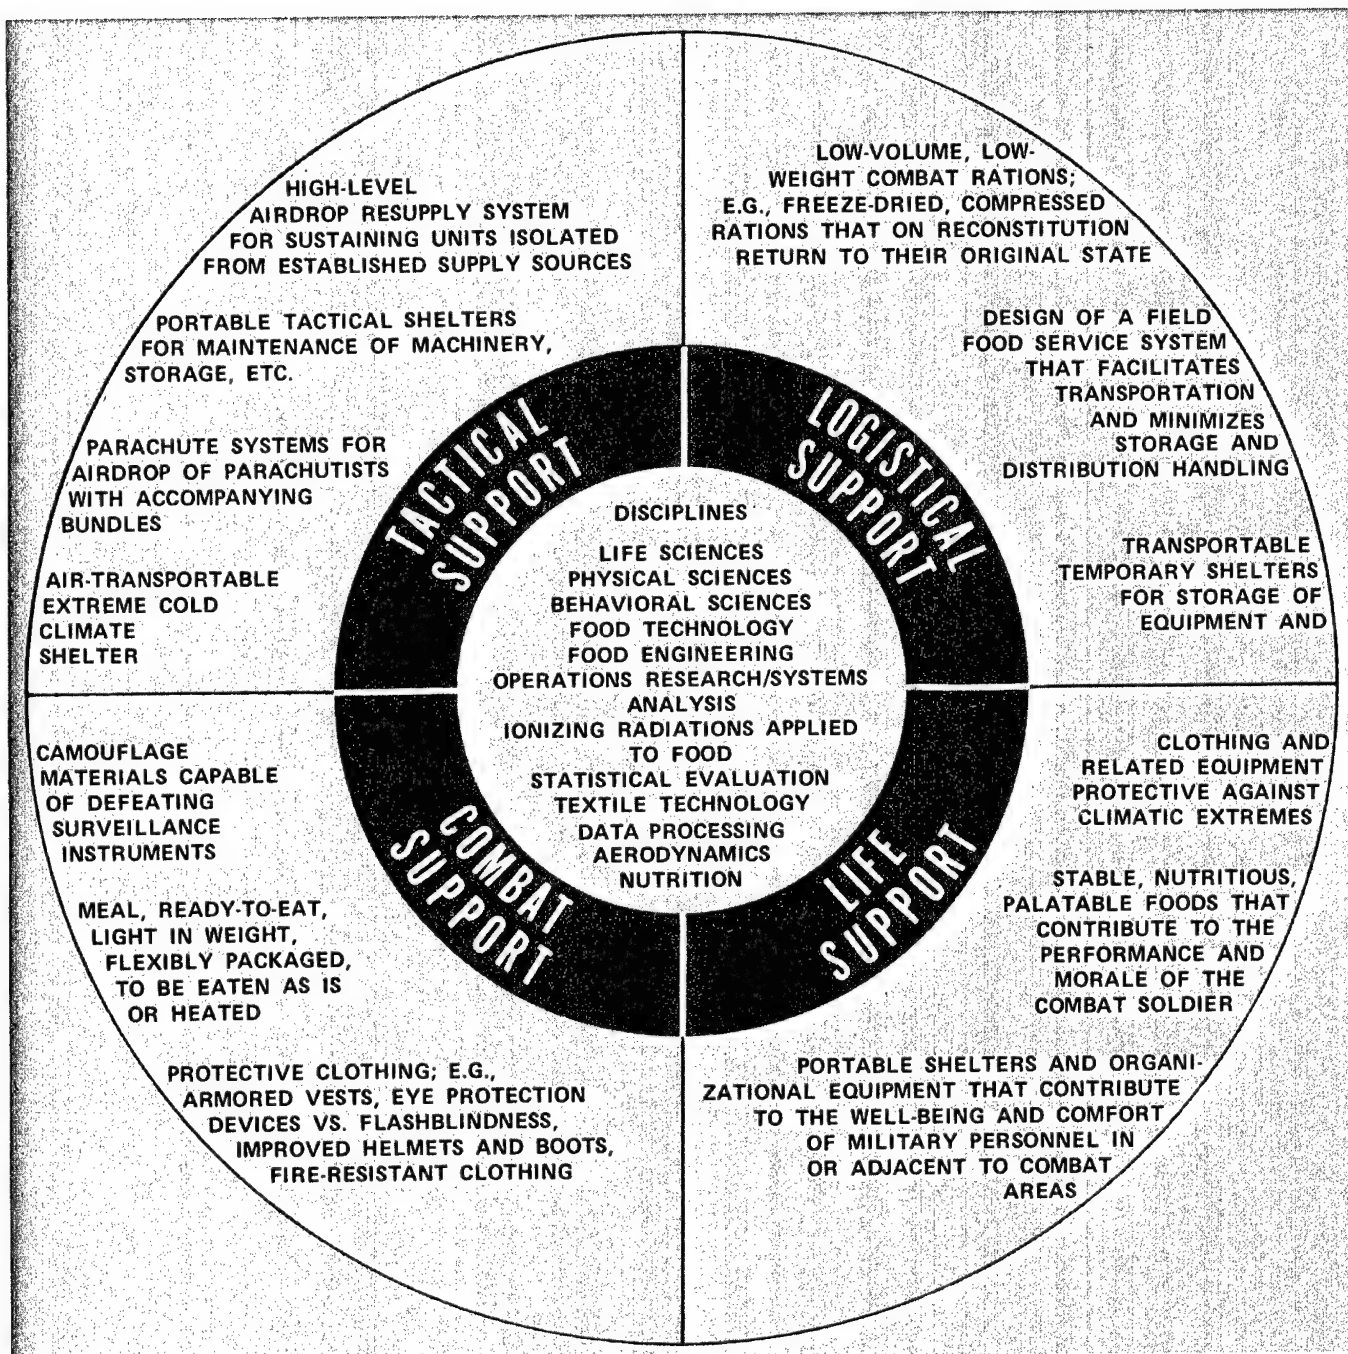 HIGH-LEVEL
AIRDROP RESUPPLY SYSTEM
FOR SUSTAINING UNITS ISOLATED
FROM ESTABLISHED SUPPLY SOURCES
PORTABLE TACTICAL SHELTERS
FOR MAINTENANCE OF MACHINERY,
STORAGE, ETC.
PARACHUTE SYSTEMS FOR
AIRDROP OF PARACHUTISTS
WITH ACCOMPANYING
BUNDLES
AIR-TRANSPORTABLE
EXTREME COLD
CLIMATE
SHELTER
LOW-VOLUME, LOW-
WEIGHT COMBAT RATIONS;
E.G., FREEZE-DRIED, COMPRESSED
RATIONS THAT ON RECONSTITUTION
RETURN TO THEIR ORIGINAL STATE
DESIGN OF A FIELD
FOOD SERVICE SYSTEM
THAT FACILITATES
TRANSPORTATION
AND MINIMIZES
STORAGE AND
DISTRIBUTION HANDLING
TRANSPORTABLE
TEMPORARY SHELTERS
FOR STORAGE OF
EQUIPMENT AND
TACTICAL
SUPPORT
LOGISTICAL
SUPPORT
DISCIPLINES
LIFE SCIENCES
PHYSICAL SCIENCES
BEHAVIORAL SCIENCES
FOOD TECHNOLOGY
FOOD ENGINEERING
OPERATIONS RESEARCH/SYSTEMS
ANALYSIS
IONIZING RADIATIONS APPLIED
TO FOOD
STATISTICAL EVALUATION
TEXTILE TECHNOLOGY
DATA PROCESSING
AERODYNAMICS
NUTRITION
COMBAT
SUPPORT
LIFE
SUPPORT
CAMOUFLAGE
MATERIALS CAPABLE
OF DEFEATING
SURVEILLANCE
INSTRUMENTS
MEAL, READY-TO-EAT,
LIGHT IN WEIGHT,
FLEXIBLY PACKAGED,
TO BE EATEN AS IS
OR HEATED
PROTECTIVE CLOTHING; E.G.,
ARMORED VESTS, EYE PROTECTION
DEVICES VS. FLASHBLINDNESS,
IMPROVED HELMETS AND BOOTS,
FIRE-RESISTANT CLOTHING
CLOTHING AND
RELATED EQUIPMENT
PROTECTIVE AGAINST
CLIMATIC EXTREMES
STABLE, NUTRITIOUS,
PALATABLE FOODS THAT
CONTRIBUTE TO THE
PERFORMANCE AND
MORALE OF THE
COMBAT SOLDIER
PORTABLE SHELTERS AND ORGANI-
ZATIONAL EQUIPMENT THAT CONTRIBUTE
TO THE WELL-BEING AND COMFORT
OF MILITARY PERSONNEL IN
OR ADJACENT TO COMBAT
AREAS